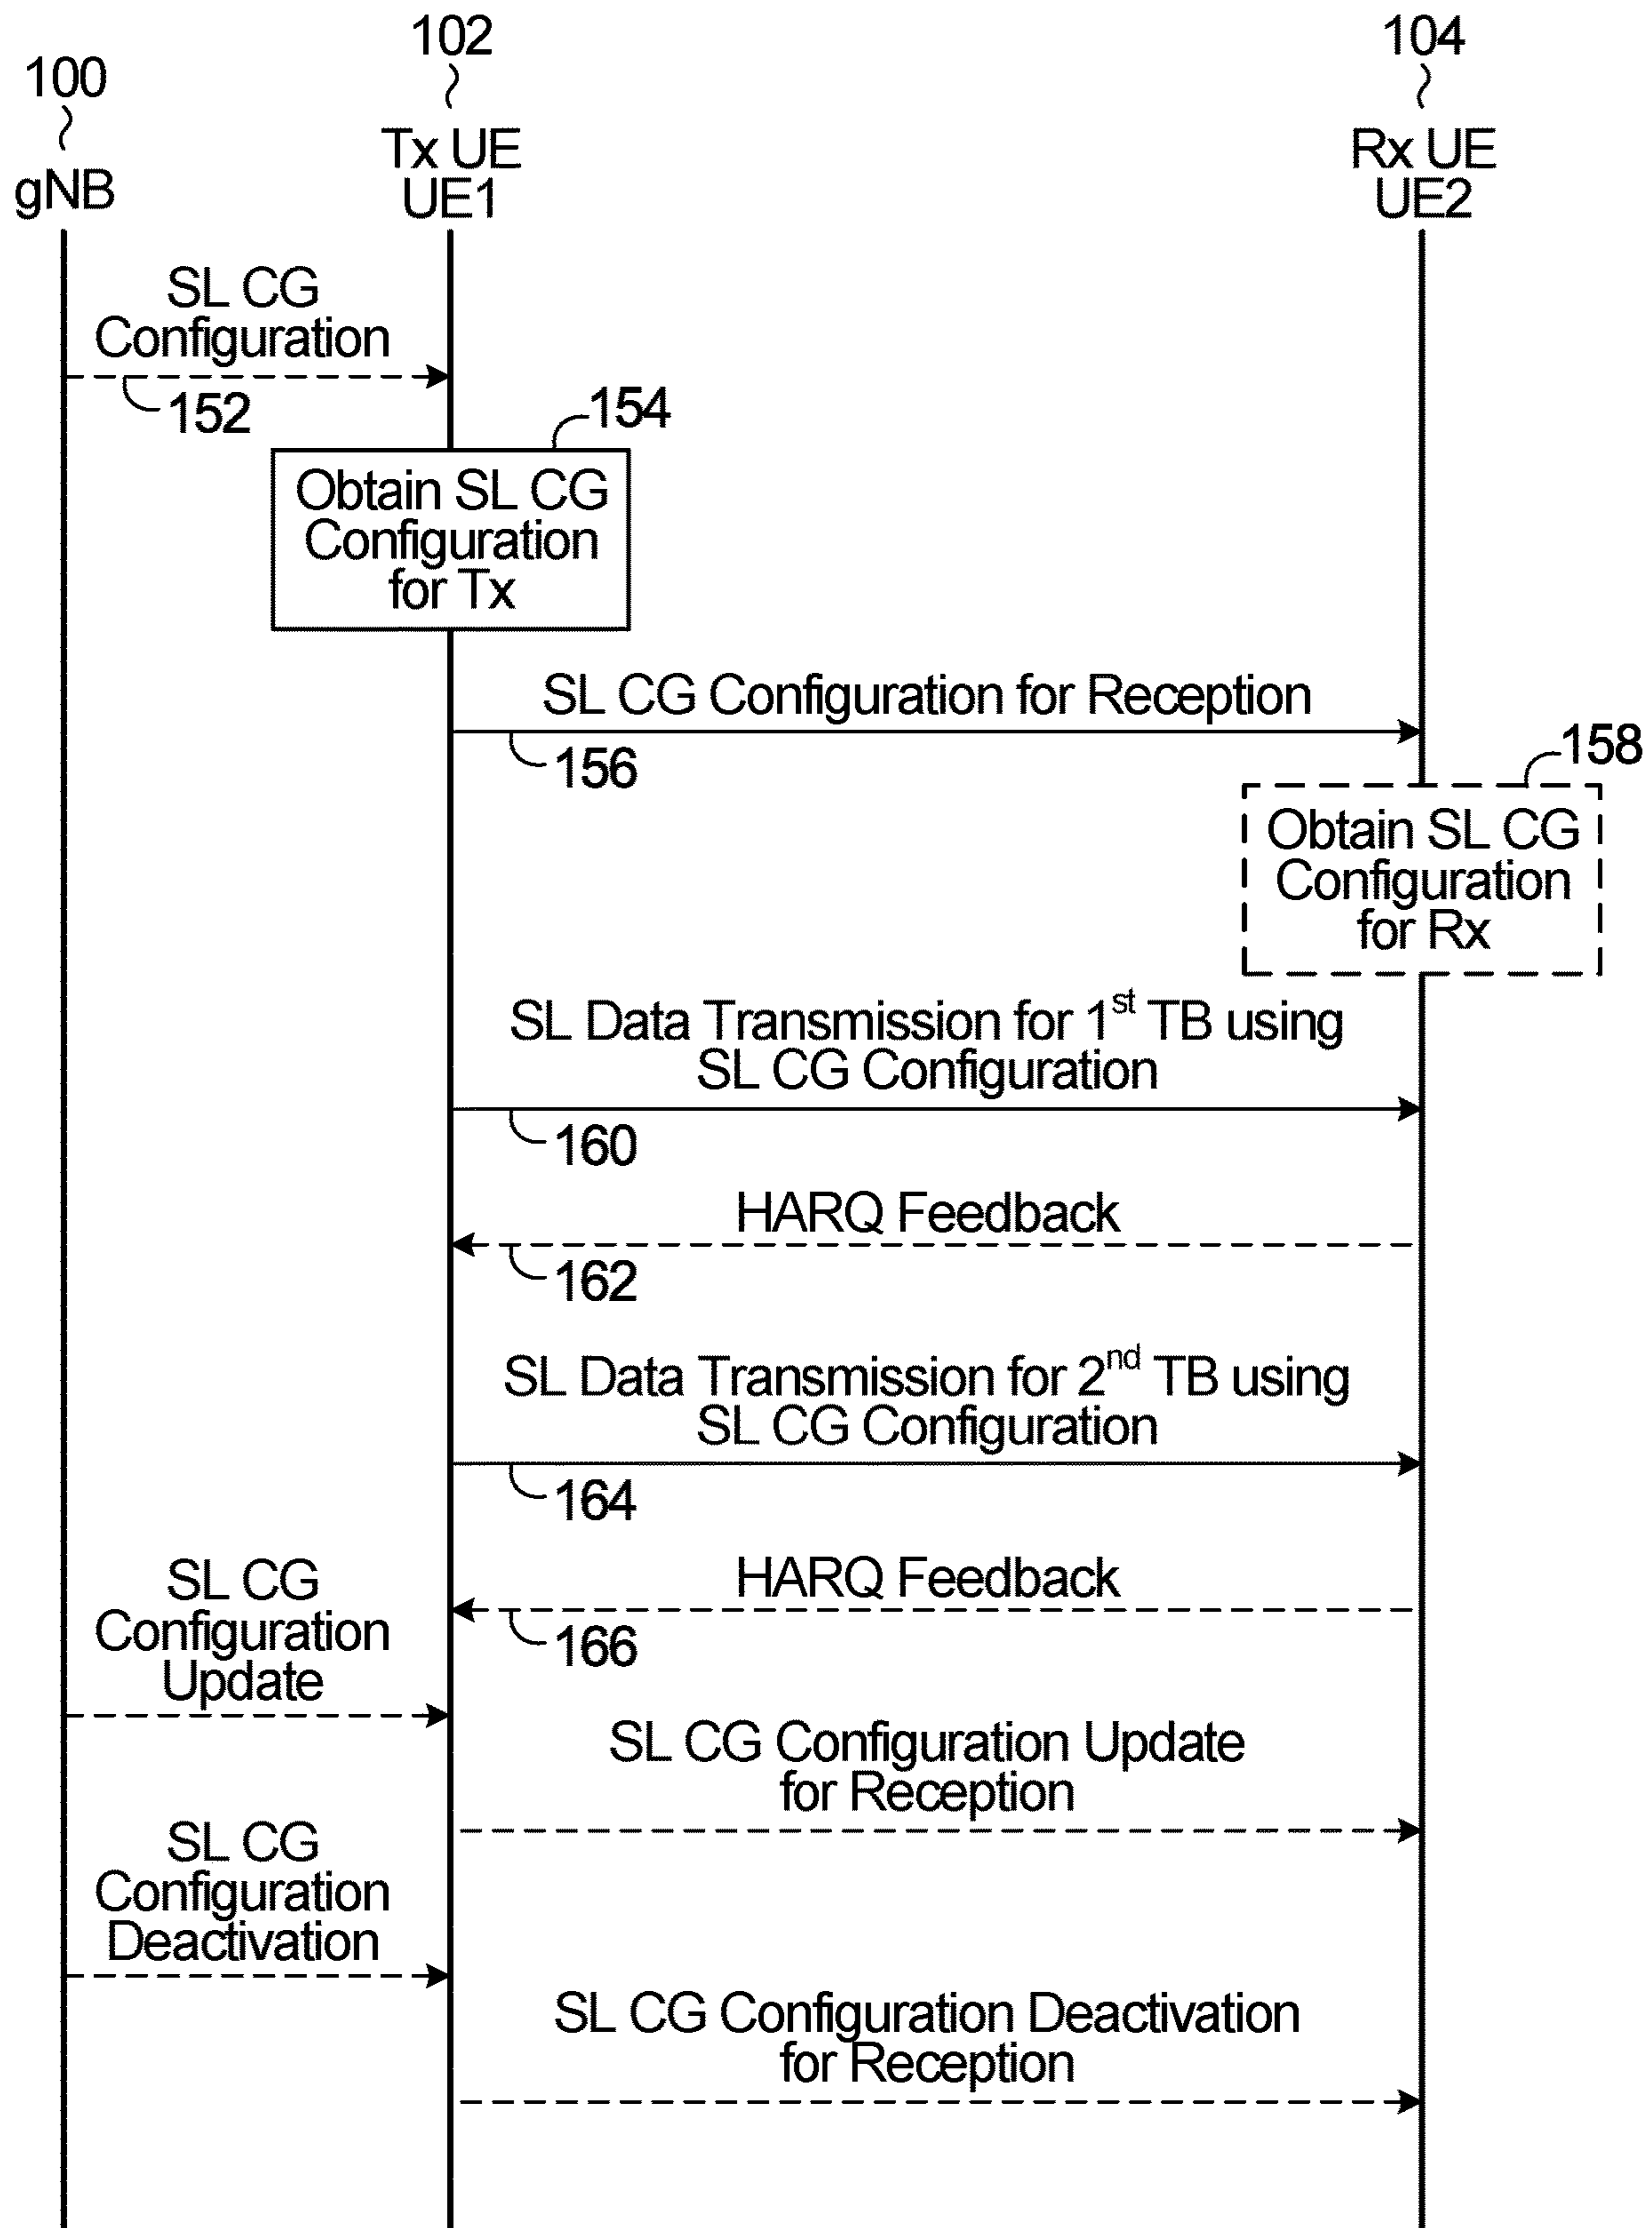 102
104
100
Tx UE
UE1
Rx UE
UE2
gNB
SL CG
Configuration
152
154
Obtain SL CG
Configuration
for Tx
SL CG Configuration for Reception
156
158
Obtain SL CG
Configuration
for Rx
SL Data Transmission for 1st TB using
SL CG Configuration
160
HARQ Feedback
162
SL Data Transmission for 2nd TB using
SL CG Configuration
164
HARQ Feedback
166
SL CG
Configuration
Update
SL CG Configuration Update
for Reception
SL CG
Configuration
Deactivation
SL CG Configuration Deactivation
for Reception